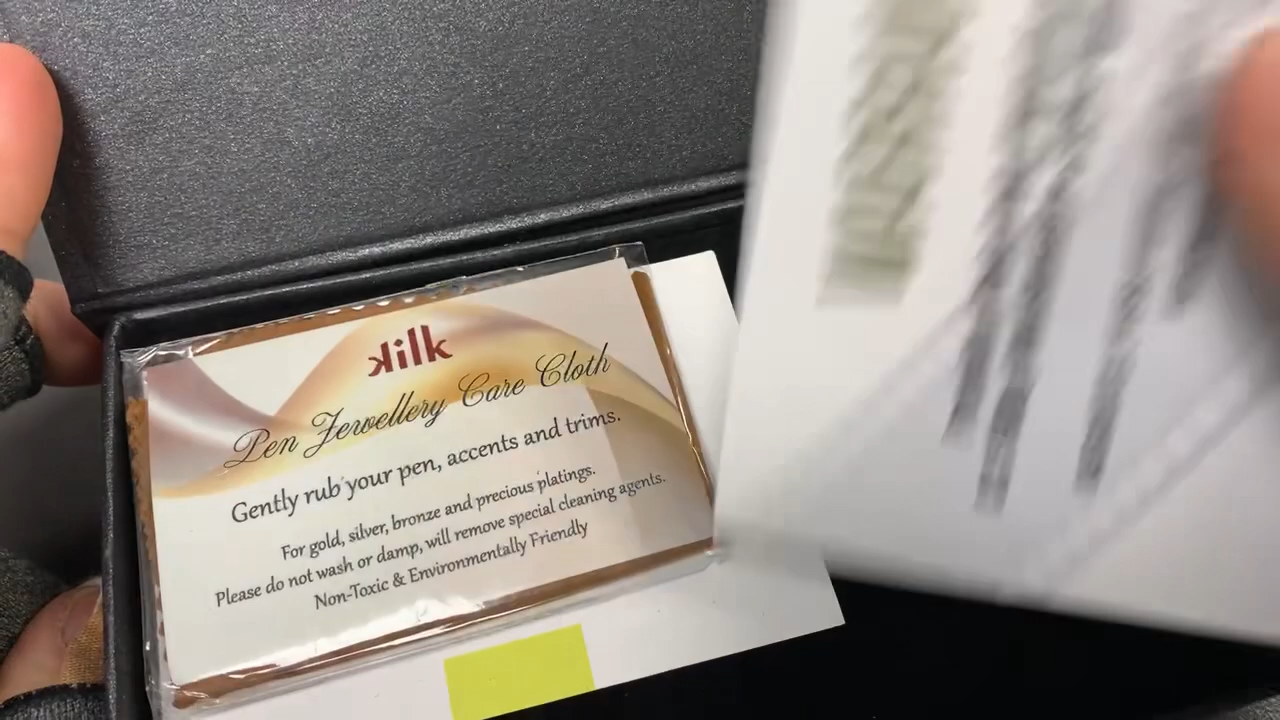 kilk
Pen Jewellery Care Cloth
Gently rub your pen, accents and trims.
For gold, silver, bronze and precious platings.
Please do not wash or damp, will remove special cleaning agents.
Non-Toxic & Environmentally Friendly